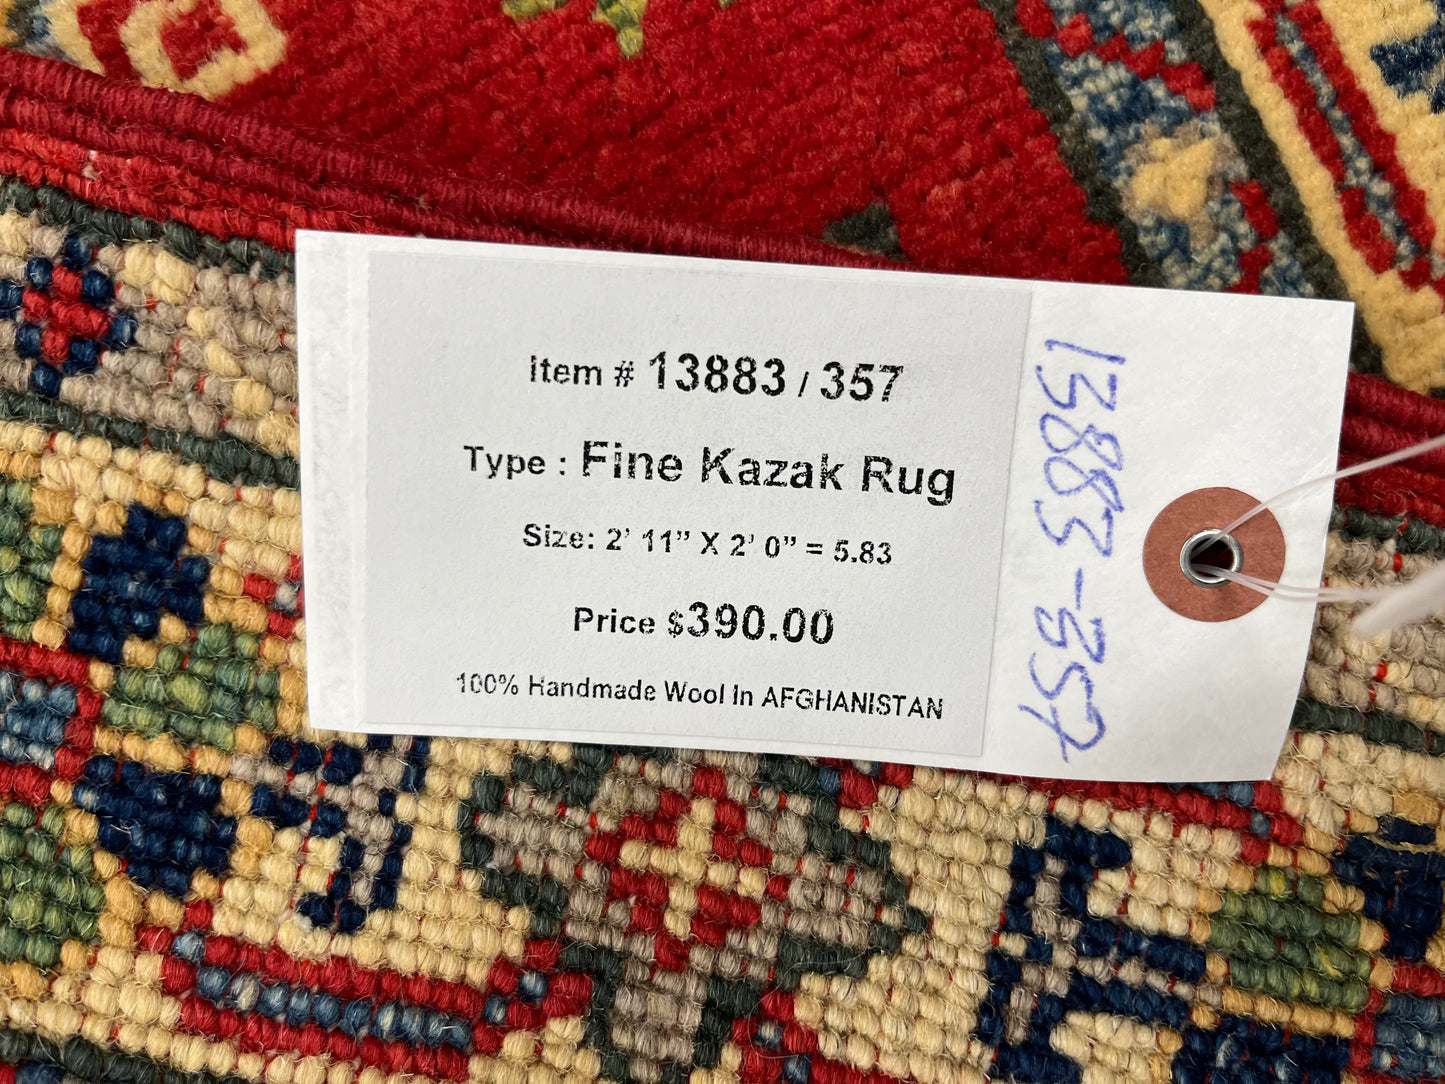 Item # 13883 / 357
Type : Fine Kazak Rug
Size: 2’ 11” X 2’ 0” = 5.83
Price $390.00
100% Handmade Wool In AFGHANISTAN
13883-357